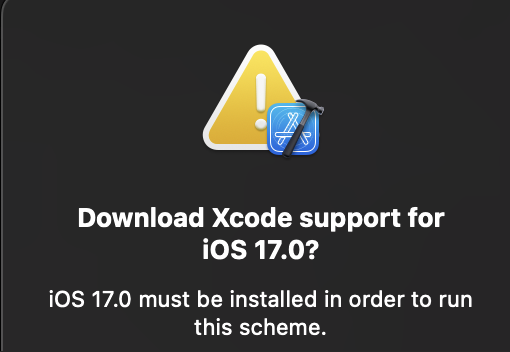 Download Xcode support for
iOS 17.0?
iOS 17.0 must be installed in order to run
this scheme.